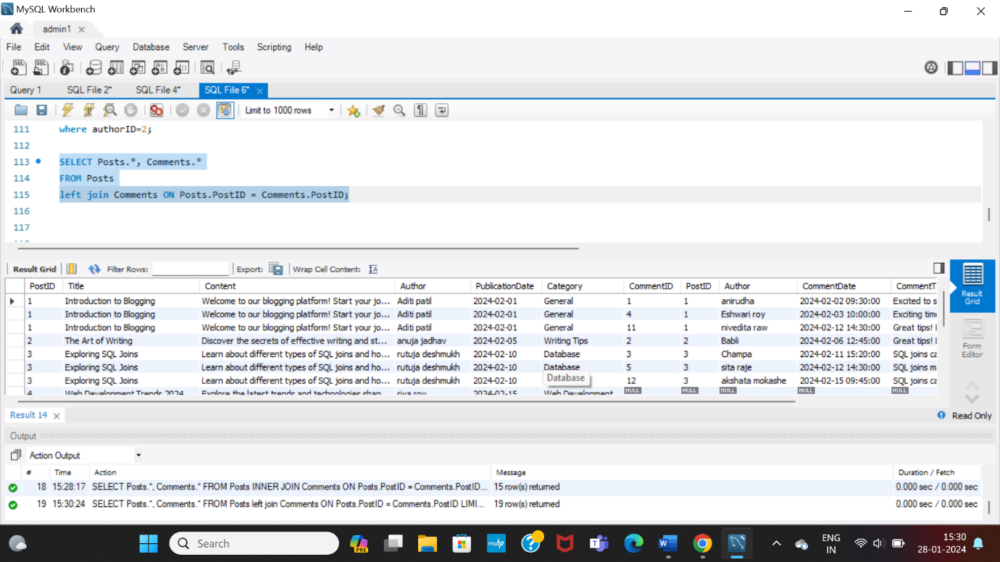 MySQL Workbench
admin1
File Edit View Query Database Server Tools Scripting Help
Query 1 SQL File 2* SQL File 4* SQL File 6*
Limit to 1000 rows
111 where authorID=2;
112
113 SELECT Posts.*, Comments.*
114 FROM Posts
115 left join Comments ON Posts.PostID = Comments.PostID;
116
117
Result Grid Filter Rows: Export: Wrap Cell Content:
PostID Title Content Author PublicationDate Category CommentID PostID Author CommentDate CommentT
1 Introduction to Blogging Welcome to our blogging platform! Start your jo... Aditi patil 2024-02-01 General 1 1 anirudha 2024-02-02 09:30:00 Excited to s
1 Introduction to Blogging Welcome to our blogging platform! Start your jo... Aditi patil 2024-02-01 General 4 1 Eshwari roy 2024-02-03 10:00:00 Exciting tim
1 Introduction to Blogging Welcome to our blogging platform! Start your jo... Aditi patil 2024-02-01 General 11 1 nivedita raw 2024-02-12 14:30:00 Great tips! I
2 The Art of Writing Discover the secrets of effective writing and st... anuja jadhav 2024-02-05 Writing Tips 2 2 Babli 2024-02-06 12:45:00 Great tips! I
3 Exploring SQL Joins Learn about different types of SQL joins and ho... rutuja deshmukh 2024-02-10 Database 3 3 Champa 2024-02-11 15:20:00 SQL joins ca
3 Exploring SQL Joins Learn about different types of SQL joins and ho... rutuja deshmukh 2024-02-10 Database 5 3 sita raje 2024-02-12 14:30:00 SQL joins m
3 Exploring SQL Joins Learn about different types of SQL joins and ho... rutuja deshmukh 2024-02-10 Database 12 3 akshata mokashe 2024-02-15 09:45:00 SQL joins ca
4 Web Development Trends 2024 Explore the latest trends and technologies shap... riya roy 2024-02-15 Web Development NULL NULL NULL NULL NULL
Database
Result Grid
Form Editor
Result 14
Read Only
Output
Action Output
# Time Action Message Duration / Fetch
18 15:28:17 SELECT Posts.*, Comments.* FROM Posts INNER JOIN Comments ON Posts.PostID = Comments.PostID... 15 row(s) returned 0.000 sec / 0.000 sec
19 15:30:24 SELECT Posts.*, Comments.* FROM Posts left join Comments ON Posts.PostID = Comments.PostID LIMI... 19 row(s) returned 0.000 sec / 0.000 sec
Search
PRE
myhp
ENG
IN
15:30
28-01-2024